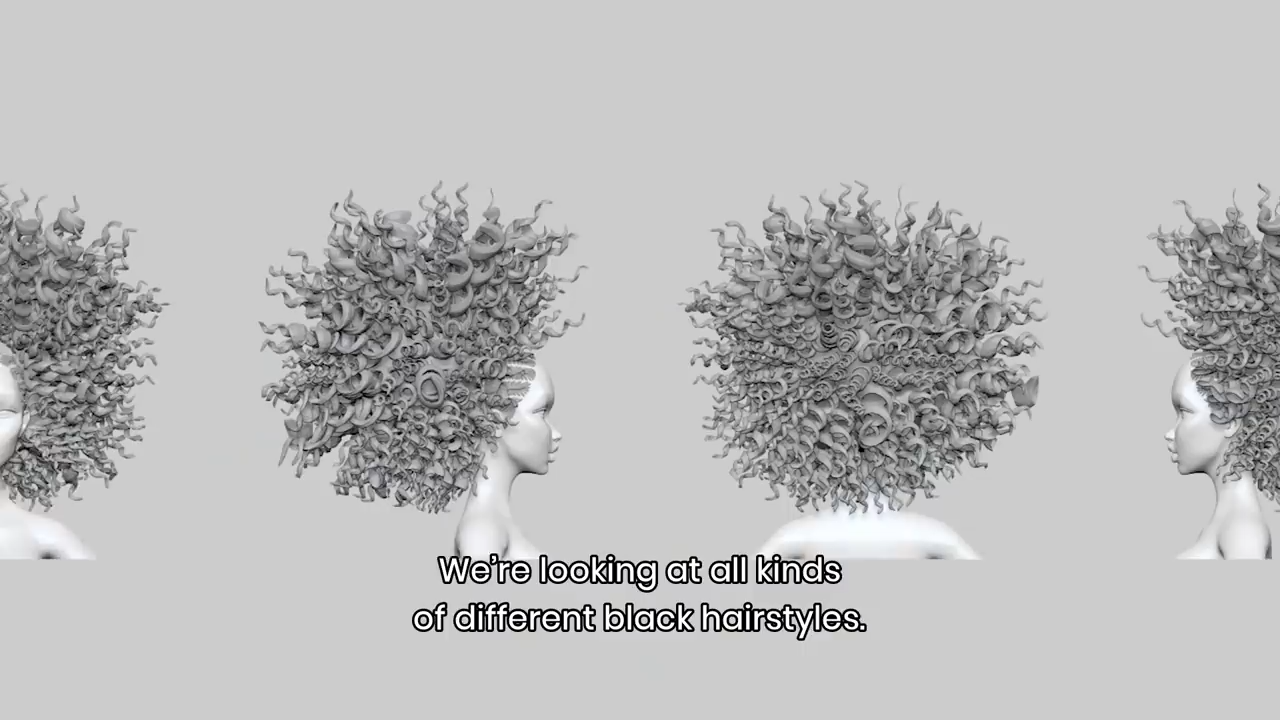 We're looking at all kinds
of different black hairstyles.